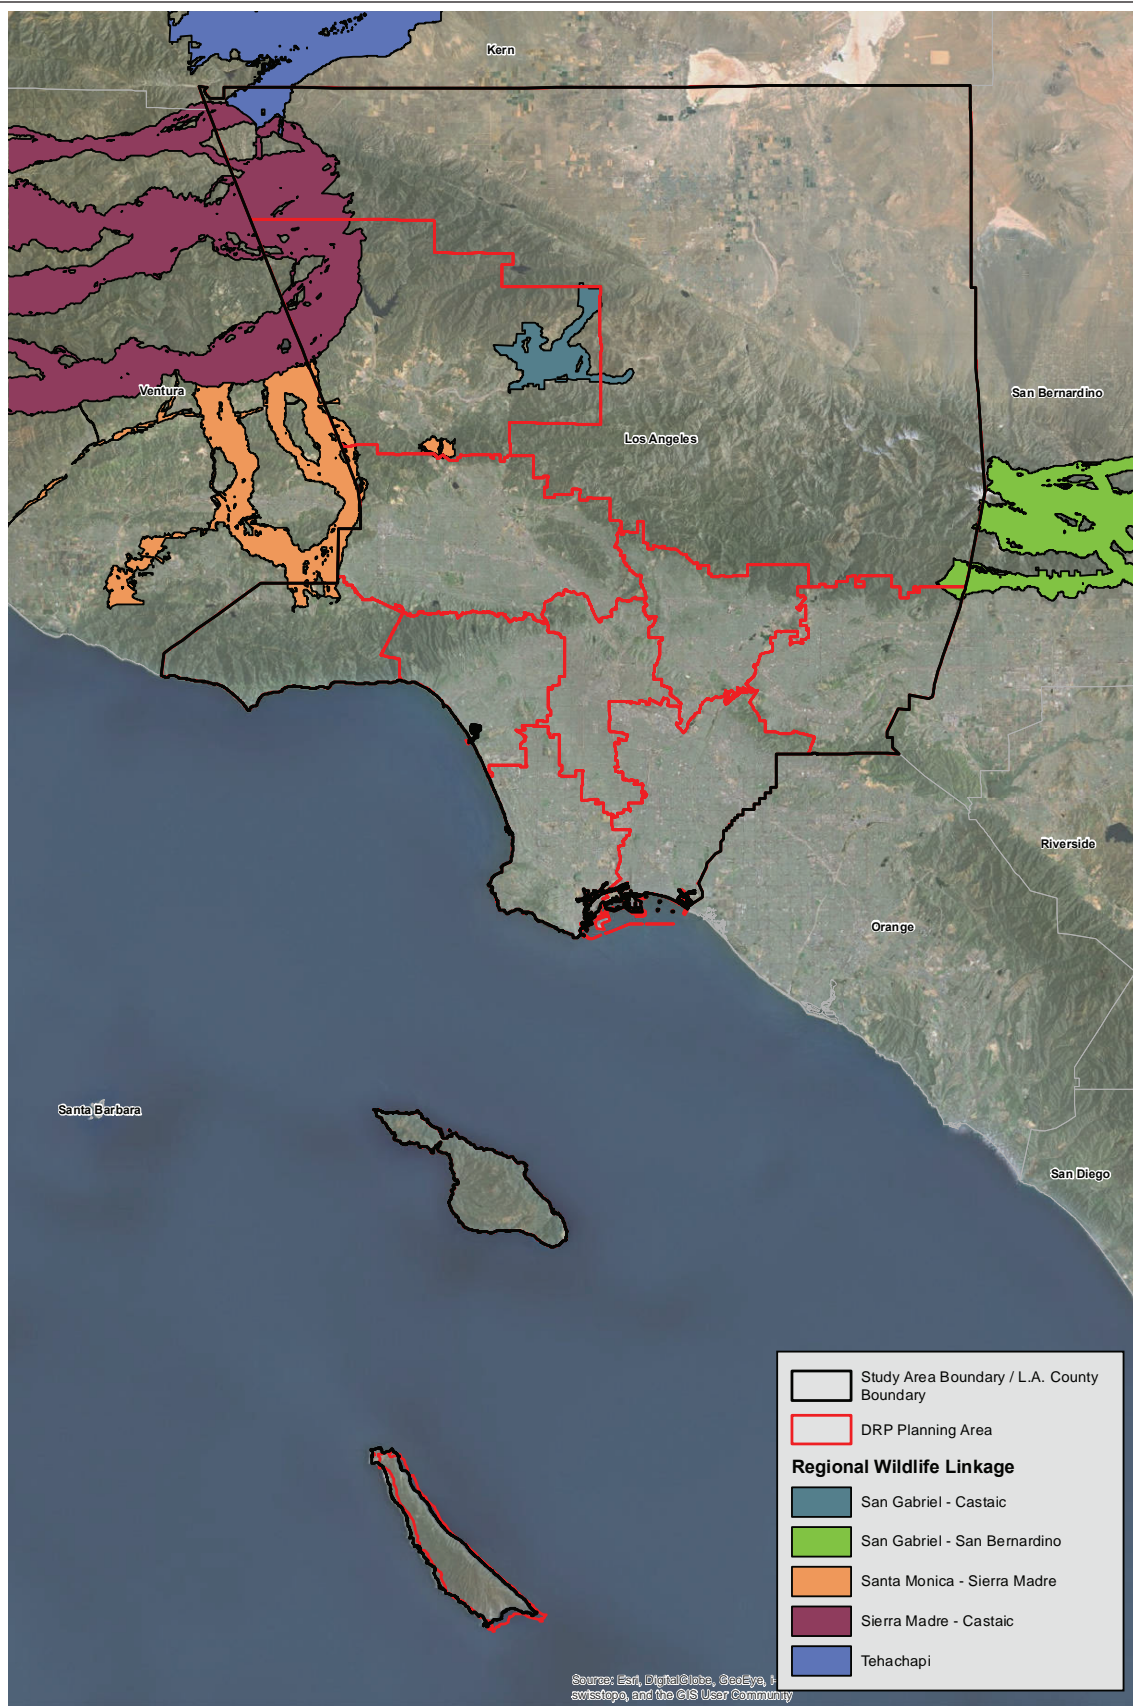 Kern
Ventura
San Bernardino
Los Angeles
Riverside
Orange
Santa Barbara
San Diego
Study Area Boundary / L.A. County
Boundary
DRP Planning Area
Regional Wildlife Linkage
San Gabriel - Castaic
San Gabriel - San Bernardino
Santa Monica - Sierra Madre
Sierra Madre - Castaic
Tehachapi
Source: Esri, DigitalGlobe, GeoEye,
swisstopo, and the GIS User Community